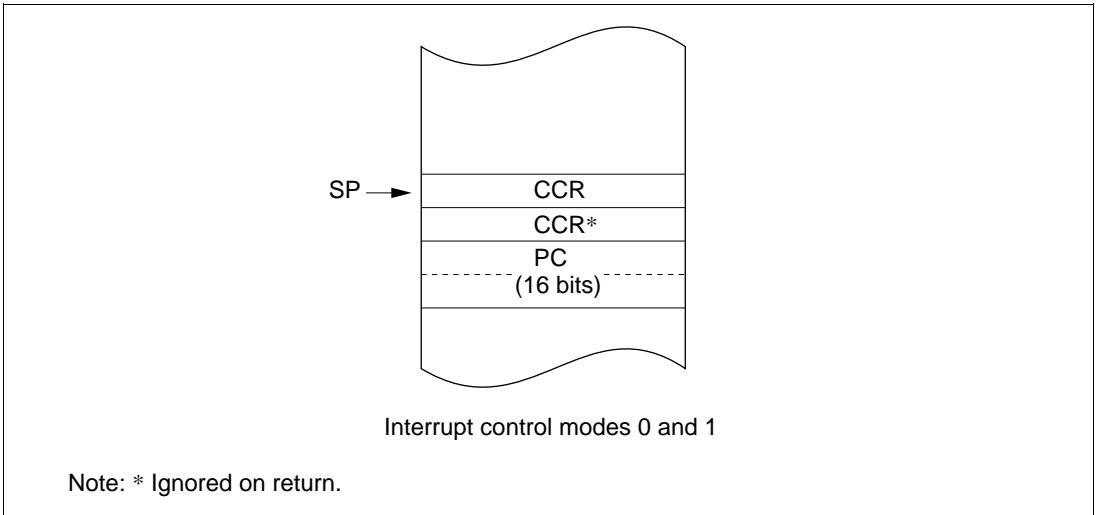 SP
CCR
CCR*
PC
(16 bits)
Interrupt control modes 0 and 1
Note: * Ignored on return.